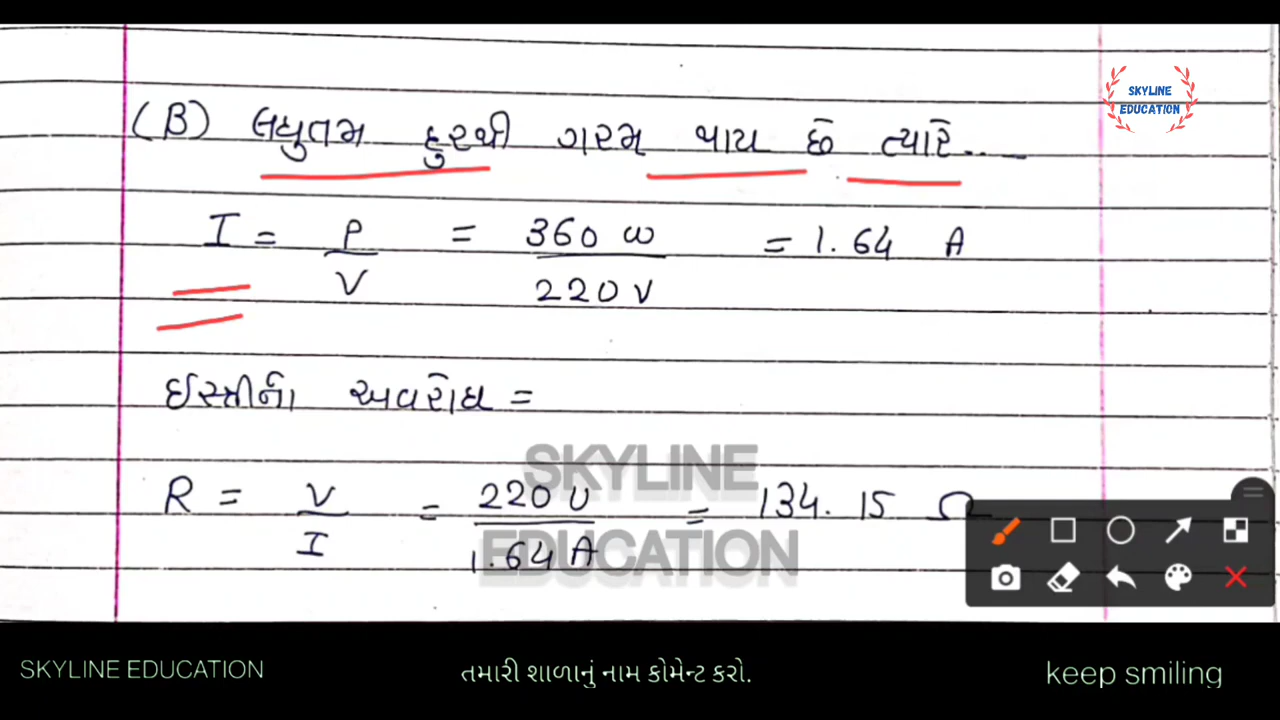 SKYLINE
EDUCATION
(B) લઘુતમ દુરથી ગરમ થાય છે ત્યારે....
I = P / V = 360 W / 220 V = 1.64 A
ઈસ્ત્રીનો અવરોધ =
SKYLINE
R = V / I = 220 V / 1.64 A = 134.15 Ω
EDUCATION
SKYLINE EDUCATION તમારી શાળાનું નામ કોમેન્ટ કરો. keep smiling